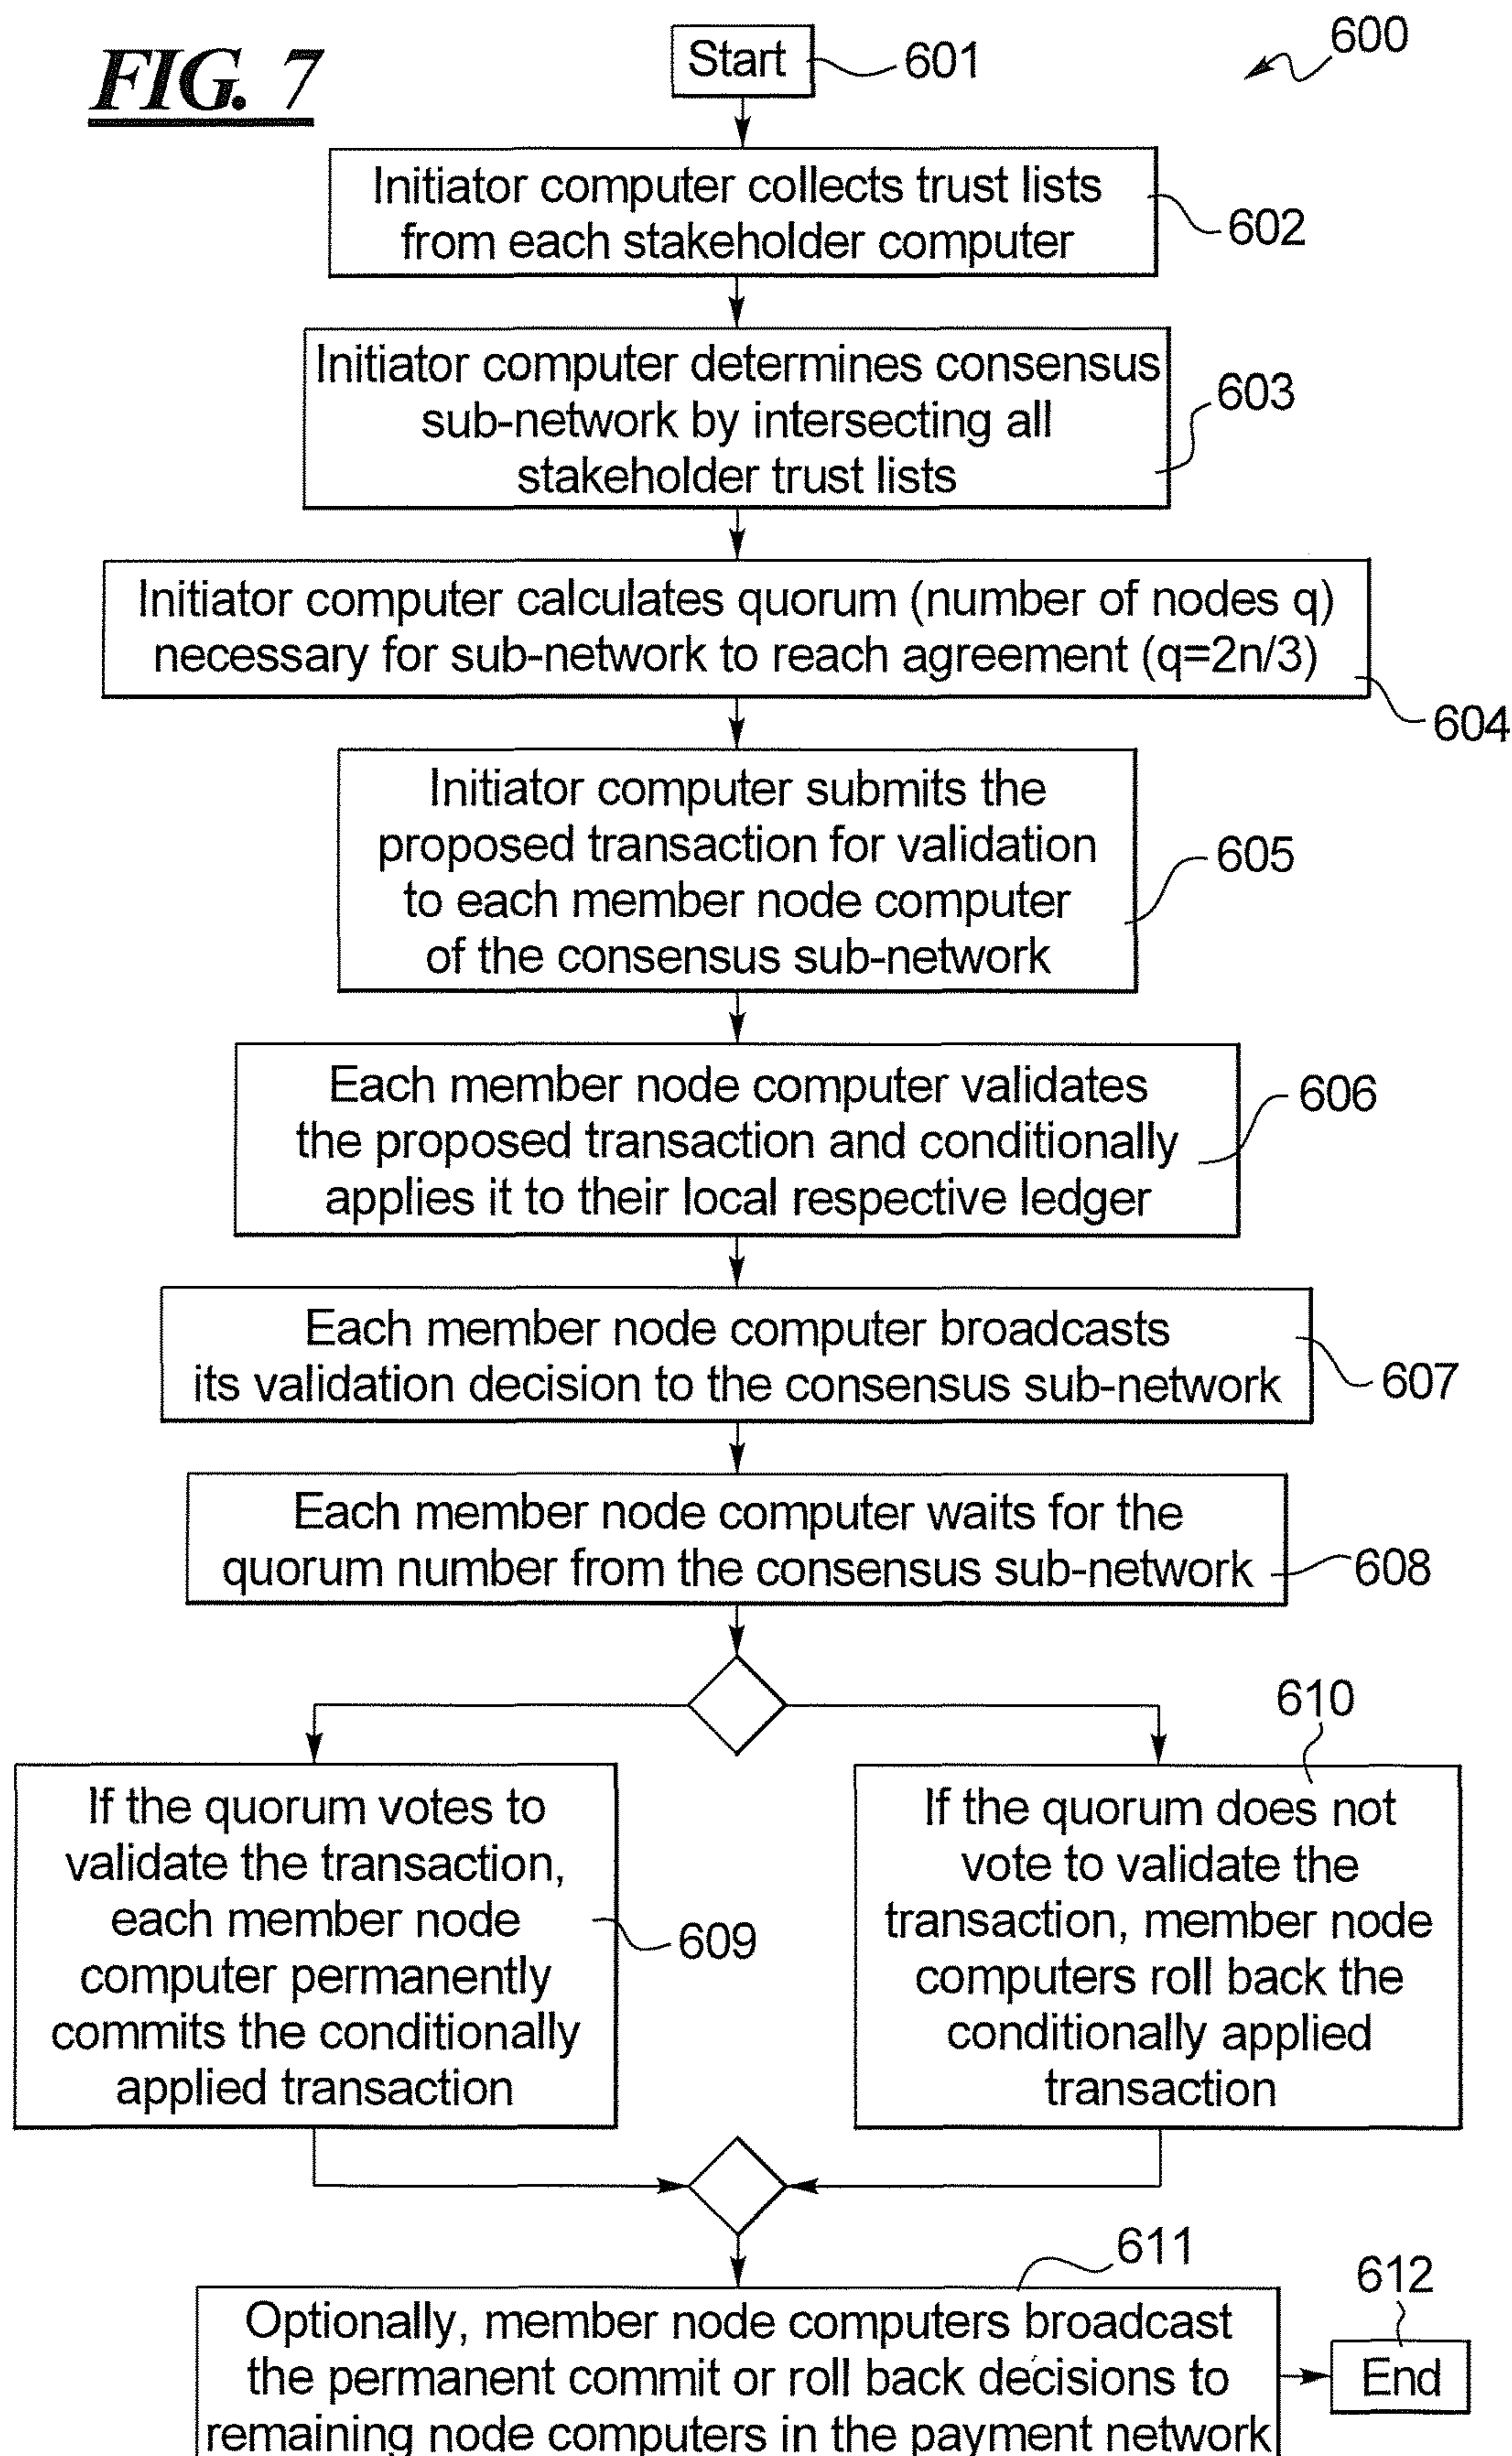 FIG. 7
Start
601
600
Initiator computer collects trust lists
from each stakeholder computer
602
Initiator computer determines consensus
sub-network by intersecting all
stakeholder trust lists
603
Initiator computer calculates quorum (number of nodes q)
necessary for sub-network to reach agreement (q=2n/3)
604
Initiator computer submits the
proposed transaction for validation
to each member node computer
of the consensus sub-network
605
Each member node computer validates
the proposed transaction and conditionally
applies it to their local respective ledger
606
Each member node computer broadcasts
its validation decision to the consensus sub-network
607
Each member node computer waits for the
quorum number from the consensus sub-network
608
If the quorum votes to
validate the transaction,
each member node
computer permanently
commits the conditionally
applied transaction
609
610
If the quorum does not
vote to validate the
transaction, member node
computers roll back the
conditionally applied
transaction
611
Optionally, member node computers broadcast
the permanent commit or roll back decisions to
remaining node computers in the payment network
612
End